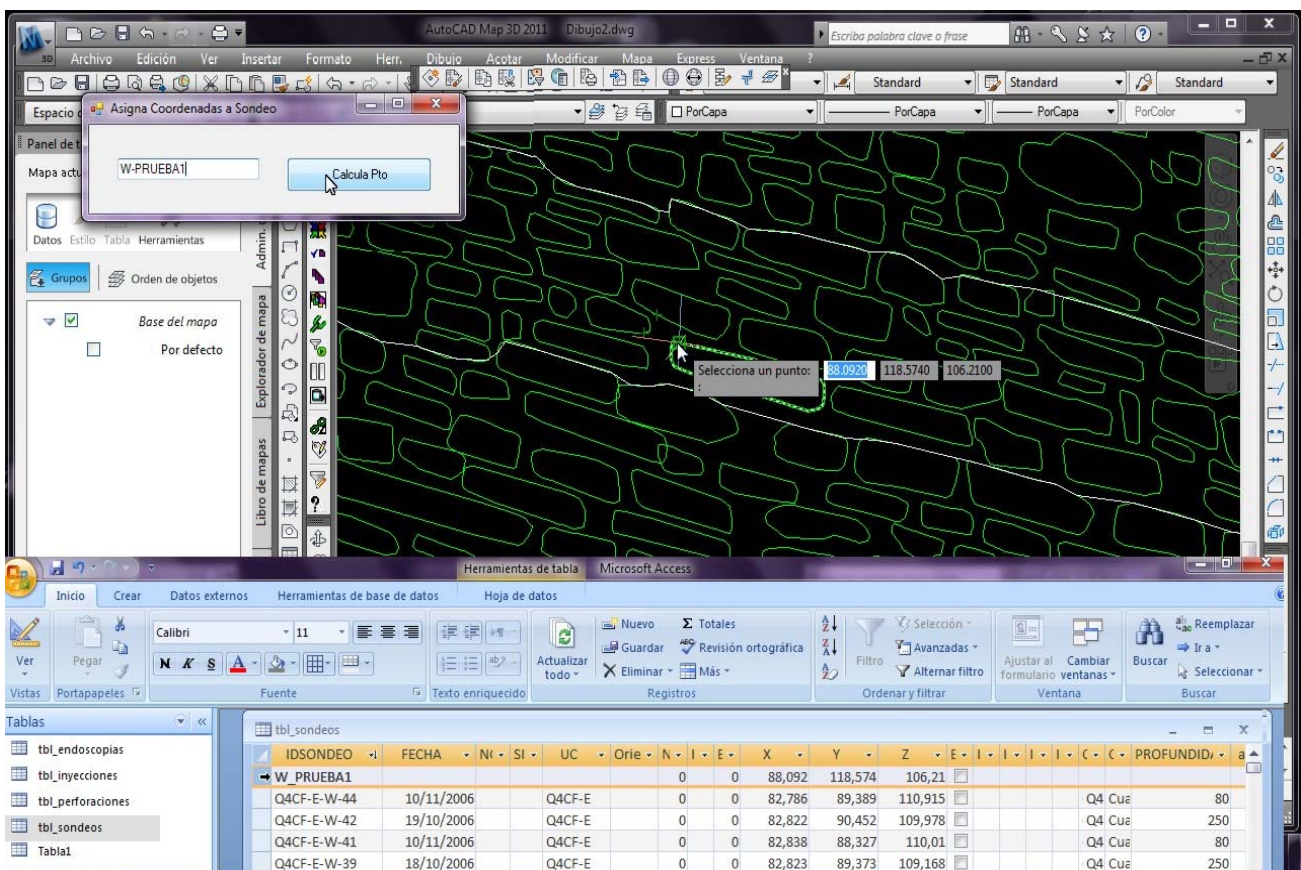 AutoCAD Map 3D 2011 Dibujo2.dwg
Escriba palabra clave o frase
3D
Archivo Edición Ver Insertar Formato Herr. Dibujo Acotar Modificar Mapa Express Ventana ?
Standard Standard Standard
Espacio
PorCapa PorCapa PorCapa PorColor
Asigna Coordenadas a Sondeo
W-PRUEBA1
Calcula Pto
Panel de
Mapa actu
Datos Estilo Tabla Herramientas
Grupos Orden de objetos
Base del mapa
Por defecto
Admin.
Explorador de mapa
Libro de mapas
Selecciona un punto: 88.0920 118.5740 106.2100
:
Herramientas de tabla Microsoft Access
Inicio Crear Datos externos Herramientas de base de datos Hoja de datos
Ver
Pegar
Calibri 11
N K S
Actualizar todo
Nuevo
Guardar
Eliminar
Totales
Revisión ortográfica
Más
Filtro
Selección
Avanzadas
Alternar filtro
Ajustar al formulario
Cambiar ventanas
Buscar
Reemplazar
Ir a
Seleccionar
Vistas Portapapeles Fuente Texto enriquecido Registros Ordenar y filtrar Ventana Buscar
Tablas
tbl_endoscopias
tbl_inyecciones
tbl_perforaciones
tbl_sondeos
Tabla1
tbl_sondeos
IDSONDEO FECHA N( SI UC Orie N I E X Y Z E I I I I C C PROFUNDID/ a
W_PRUEBA1 0 0 88,092 118,574 106,21
Q4CF-E-W-44 10/11/2006 Q4CF-E 0 0 82,786 89,389 110,915 Q4 Cua 80
Q4CF-E-W-42 19/10/2006 Q4CF-E 0 0 82,822 90,452 109,978 Q4 Cua 250
Q4CF-E-W-41 10/11/2006 Q4CF-E 0 0 82,838 88,327 110,01 Q4 Cua 80
Q4CF-E-W-39 18/10/2006 Q4CF-E 0 0 82,823 89,373 109,168 Q4 Cua 250